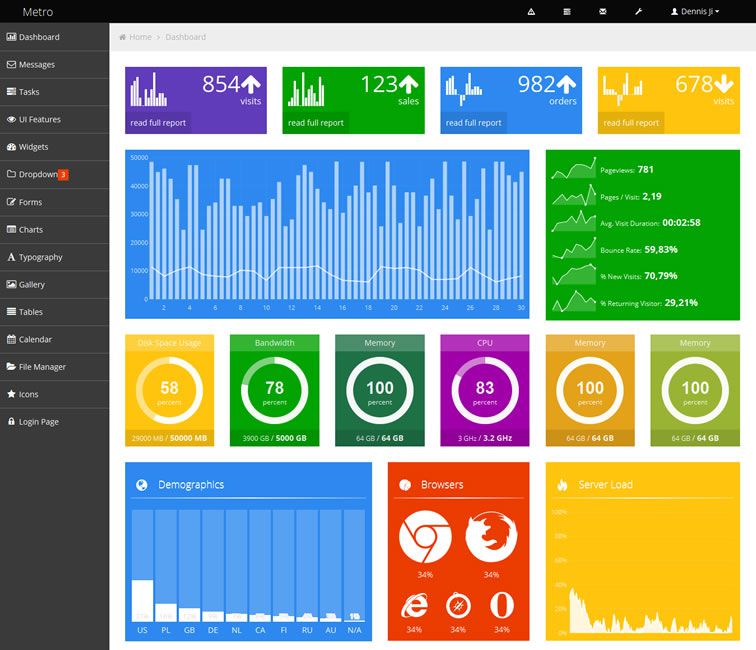 Metro
Dennis Ji
Dashboard
Messages
Tasks
UI Features
Widgets
Dropdown 3
Forms
Charts
Typography
Gallery
Tables
Calendar
File Manager
Icons
Login Page
Home > Dashboard
854
visits
read full report
123
sales
read full report
982
orders
read full report
678
visits
read full report
50000
40000
30000
20000
10000
0
2 4 6 8 10 12 14 16 18 20 22 24 26 28 30
Pageviews: 781
Pages / Visit: 2,19
Avg. Visit Duration: 00:02:58
Bounce Rate: 59,83%
% New Visits: 70,79%
% Returning Visitor: 29,21%
Disk Space Usage
58
percent
29000 MB / 50000 MB
Bandwidth
78
percent
3900 GB / 5000 GB
Memory
100
percent
64 GB / 64 GB
CPU
83
percent
3 GHz / 3.2 GHz
Memory
100
percent
64 GB / 64 GB
Memory
100
percent
64 GB / 64 GB
Demographics
US PL GB DE NL CA FI RU AU N/A
Browsers
34% 34%
34% 34% 34%
Server Load
100%
80%
60%
40%
20%
0%